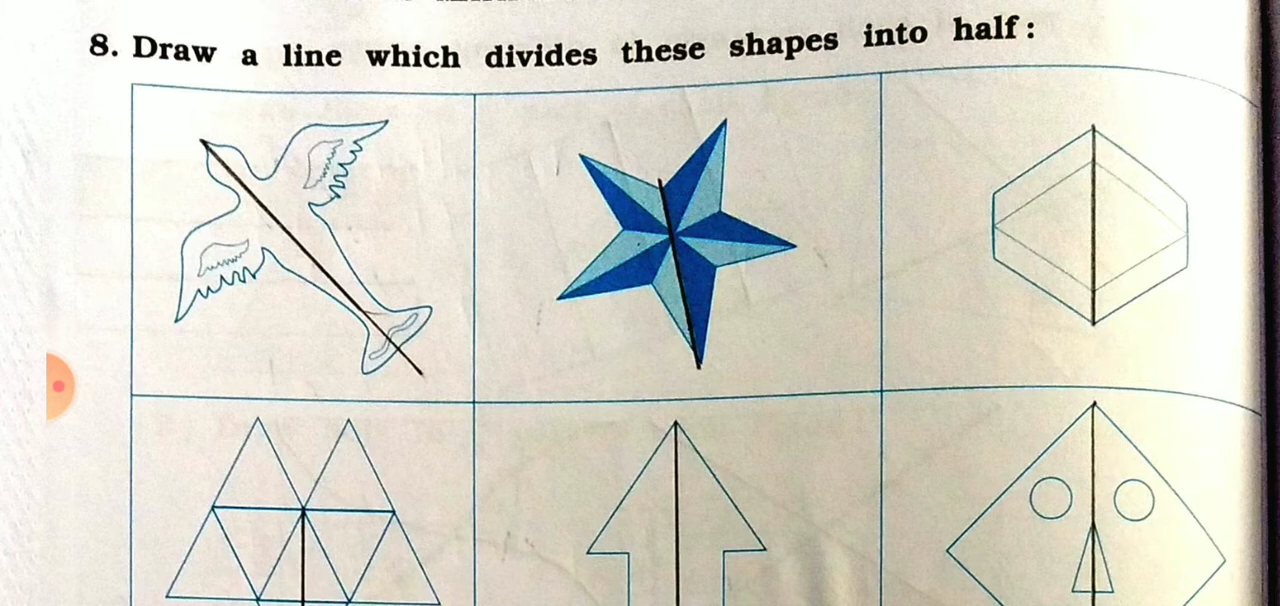 8. Draw a line which divides these shapes into half :